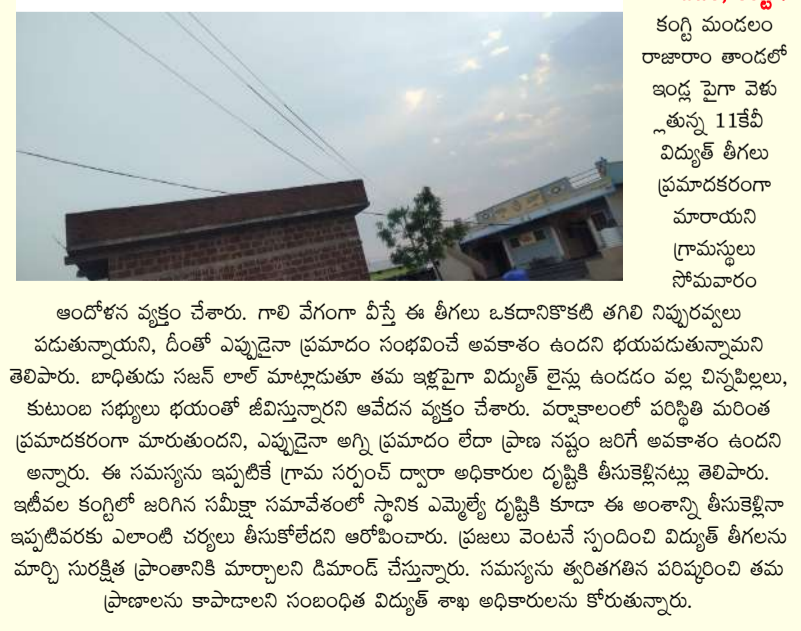 కంగ్టి మండలం
రాజారాం తాండలో
ఇండ్ల పైగా వెళు
్లతున్న 11కేవీ
విద్యుత్ తీగలు
ప్రమాదకరంగా
మారాయని
గ్రామస్థులు
సోమవారం
ఆందోళన వ్యక్తం చేశారు. గాలి వేగంగా వీస్తే ఈ తీగలు ఒకదానికొకటి తగిలి నిప్పురవ్వలు
పడుతున్నాయని, దీంతో ఎప్పుడైనా ప్రమాదం సంభవించే అవకాశం ఉందని భయపడుతున్నామని
తెలిపారు. బాధితుడు సజన్ లాల్ మాట్లాడుతూ తమ ఇళ్లపైగా విద్యుత్ లైన్లు ఉండడం వల్ల చిన్నపిల్లలు,
కుటుంబ సభ్యులు భయంతో జీవిస్తున్నారని ఆవేదన వ్యక్తం చేశారు. వర్షాకాలంలో పరిస్థితి మరింత
ప్రమాదకరంగా మారుతుందని, ఎప్పుడైనా అగ్ని ప్రమాదం లేదా ప్రాణ నష్టం జరిగే అవకాశం ఉందని
అన్నారు. ఈ సమస్యను ఇప్పటికే గ్రామ సర్పంచ్ ద్వారా అధికారుల దృష్టికి తీసుకెళ్లినట్లు తెలిపారు.
ఇటీవల కంగ్టిలో జరిగిన సమీక్షా సమావేశంలో స్థానిక ఎమ్మెల్యే దృష్టికి కూడా ఈ అంశాన్ని తీసుకెళ్లినా
ఇప్పటివరకు ఎలాంటి చర్యలు తీసుకోలేదని ఆరోపించారు. ప్రజలు వెంటనే స్పందించి విద్యుత్ తీగలను
మార్చి సురక్షిత ప్రాంతానికి మార్చాలని డిమాండ్ చేస్తున్నారు. సమస్యను త్వరితగతిన పరిష్కరించి తమ
ప్రాణాలను కాపాడాలని సంబంధిత విద్యుత్ శాఖ అధికారులను కోరుతున్నారు.